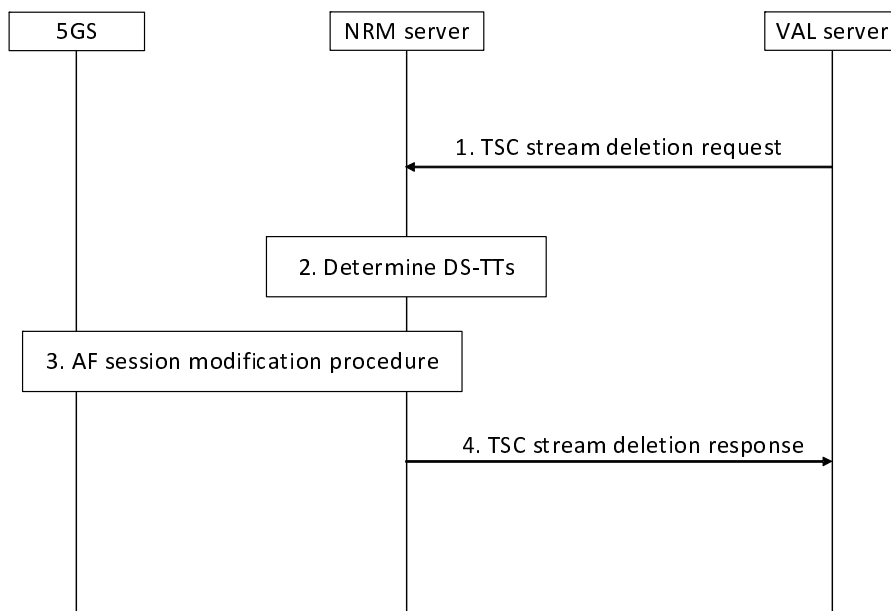 5GS
NRM server
VAL server
1. TSC stream deletion request
2. Determine DS-TTs
3. AF session modification procedure
4. TSC stream deletion response